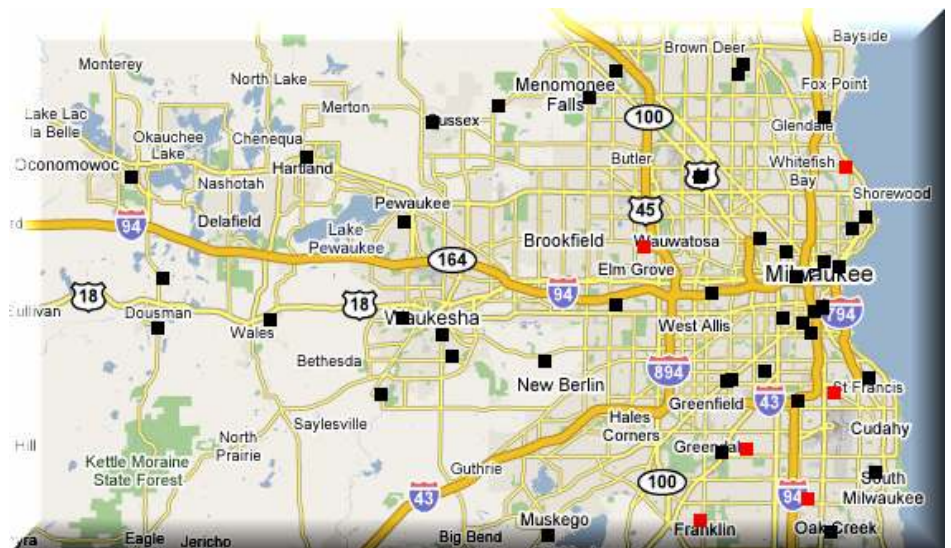 Bayside
Brown Deer
Monterey
North Lake
Menomonee
Falls
Fox Point
Merton
Lake Lac
la Belle
100
Glendale
Okauchee
Lake
Chenequa
Butler
Whitefish
Bay
Oconomowoc
Hartland
Nashotah
Shorewood
Pewaukee
45
Delafield
94
Lake
Pewaukee
Brookfield
Wauwatosa
164
Elm Grove
Milwaukee
18
18
94
794
Dousman
Wales
Waukesha
West Allis
Bethesda
894
New Berlin
St Francis
43
Greenfield
Saylesville
Hales
Corners
Cudahy
Hill
North
Prairie
Greendale
Kettle Moraine
State Forest
Guthrie
100
South
Milwaukee
43
94
Muskego
Franklin
Oak Creek
Eagle
Jericho
Big Bend